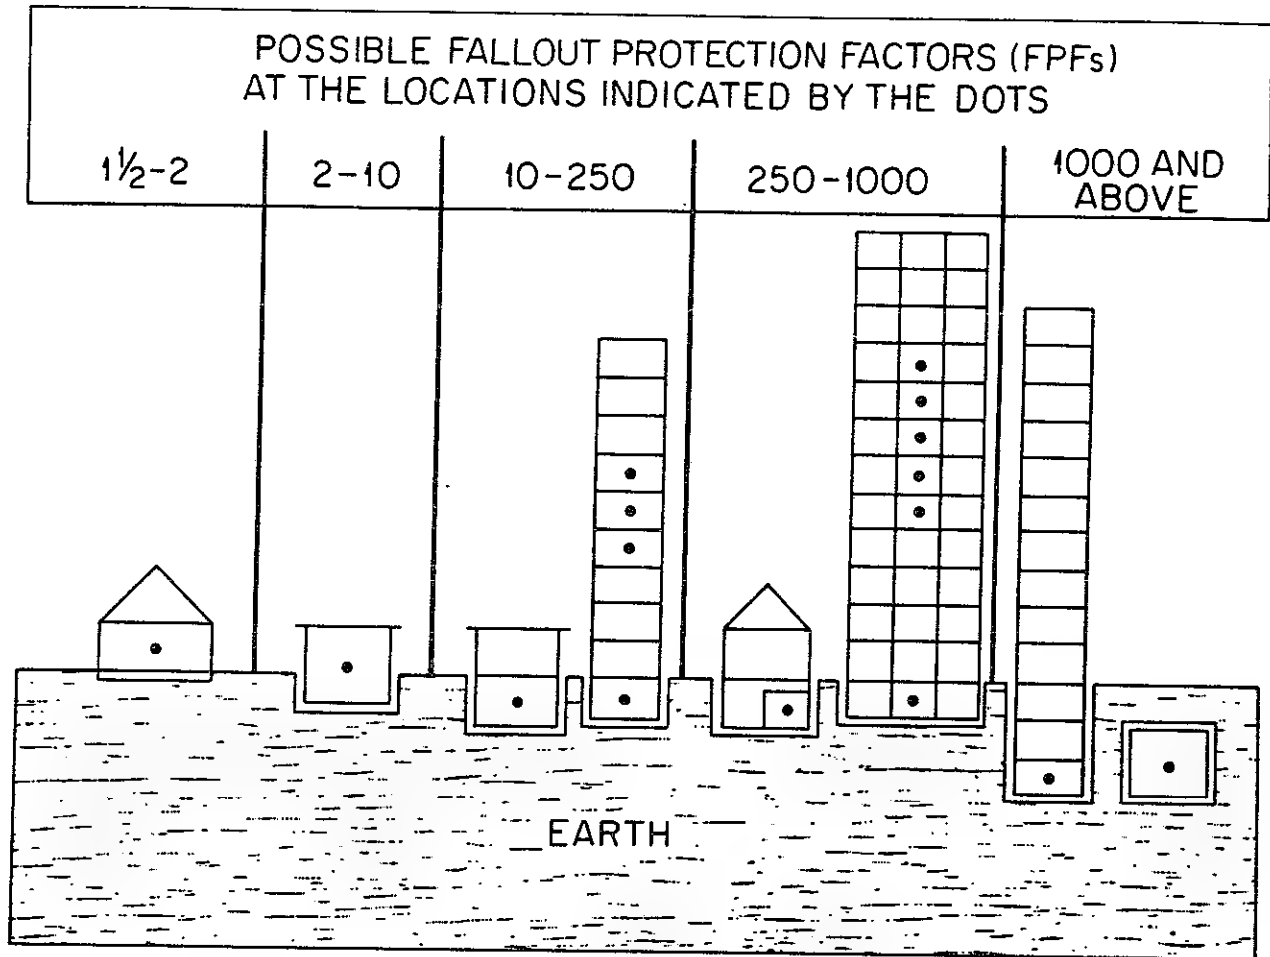 POSSIBLE FALLOUT PROTECTION FACTORS (FPFs)
AT THE LOCATIONS INDICATED BY THE DOTS
1½-2
2-10
10-250
250-1000
1000 AND
ABOVE
EARTH